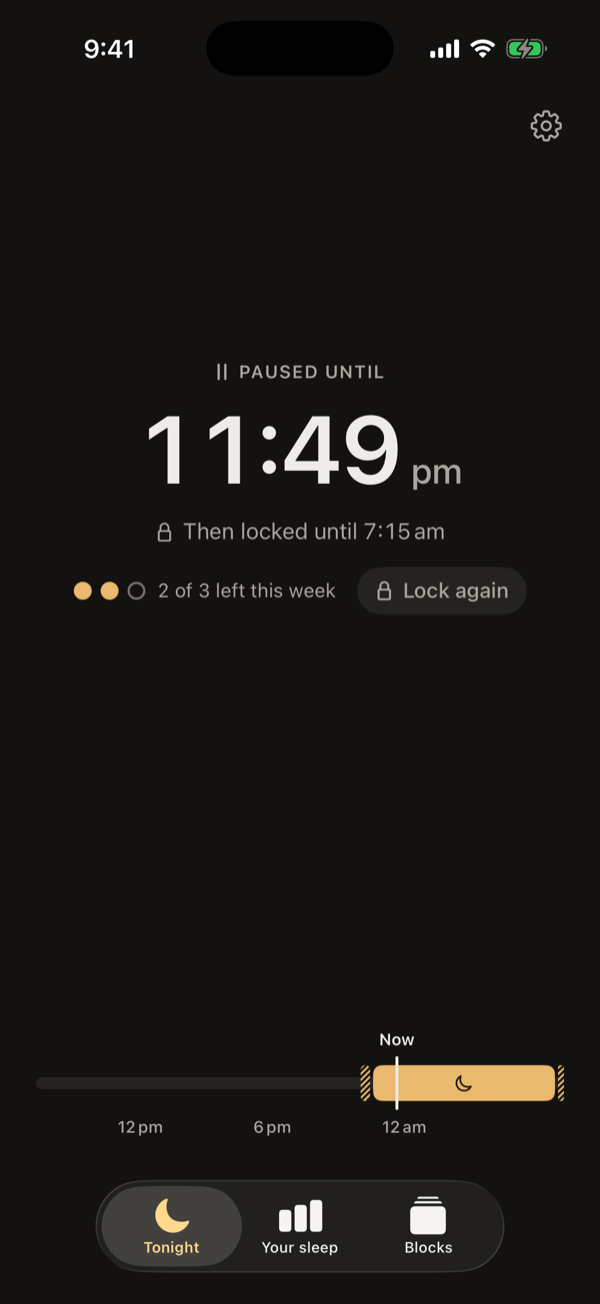 9:41
PAUSED UNTIL
11:49 pm
Then locked until 7:15 am
2 of 3 left this week
Lock again
Now
12 pm
6 pm
12 am
Tonight
Your sleep
Blocks